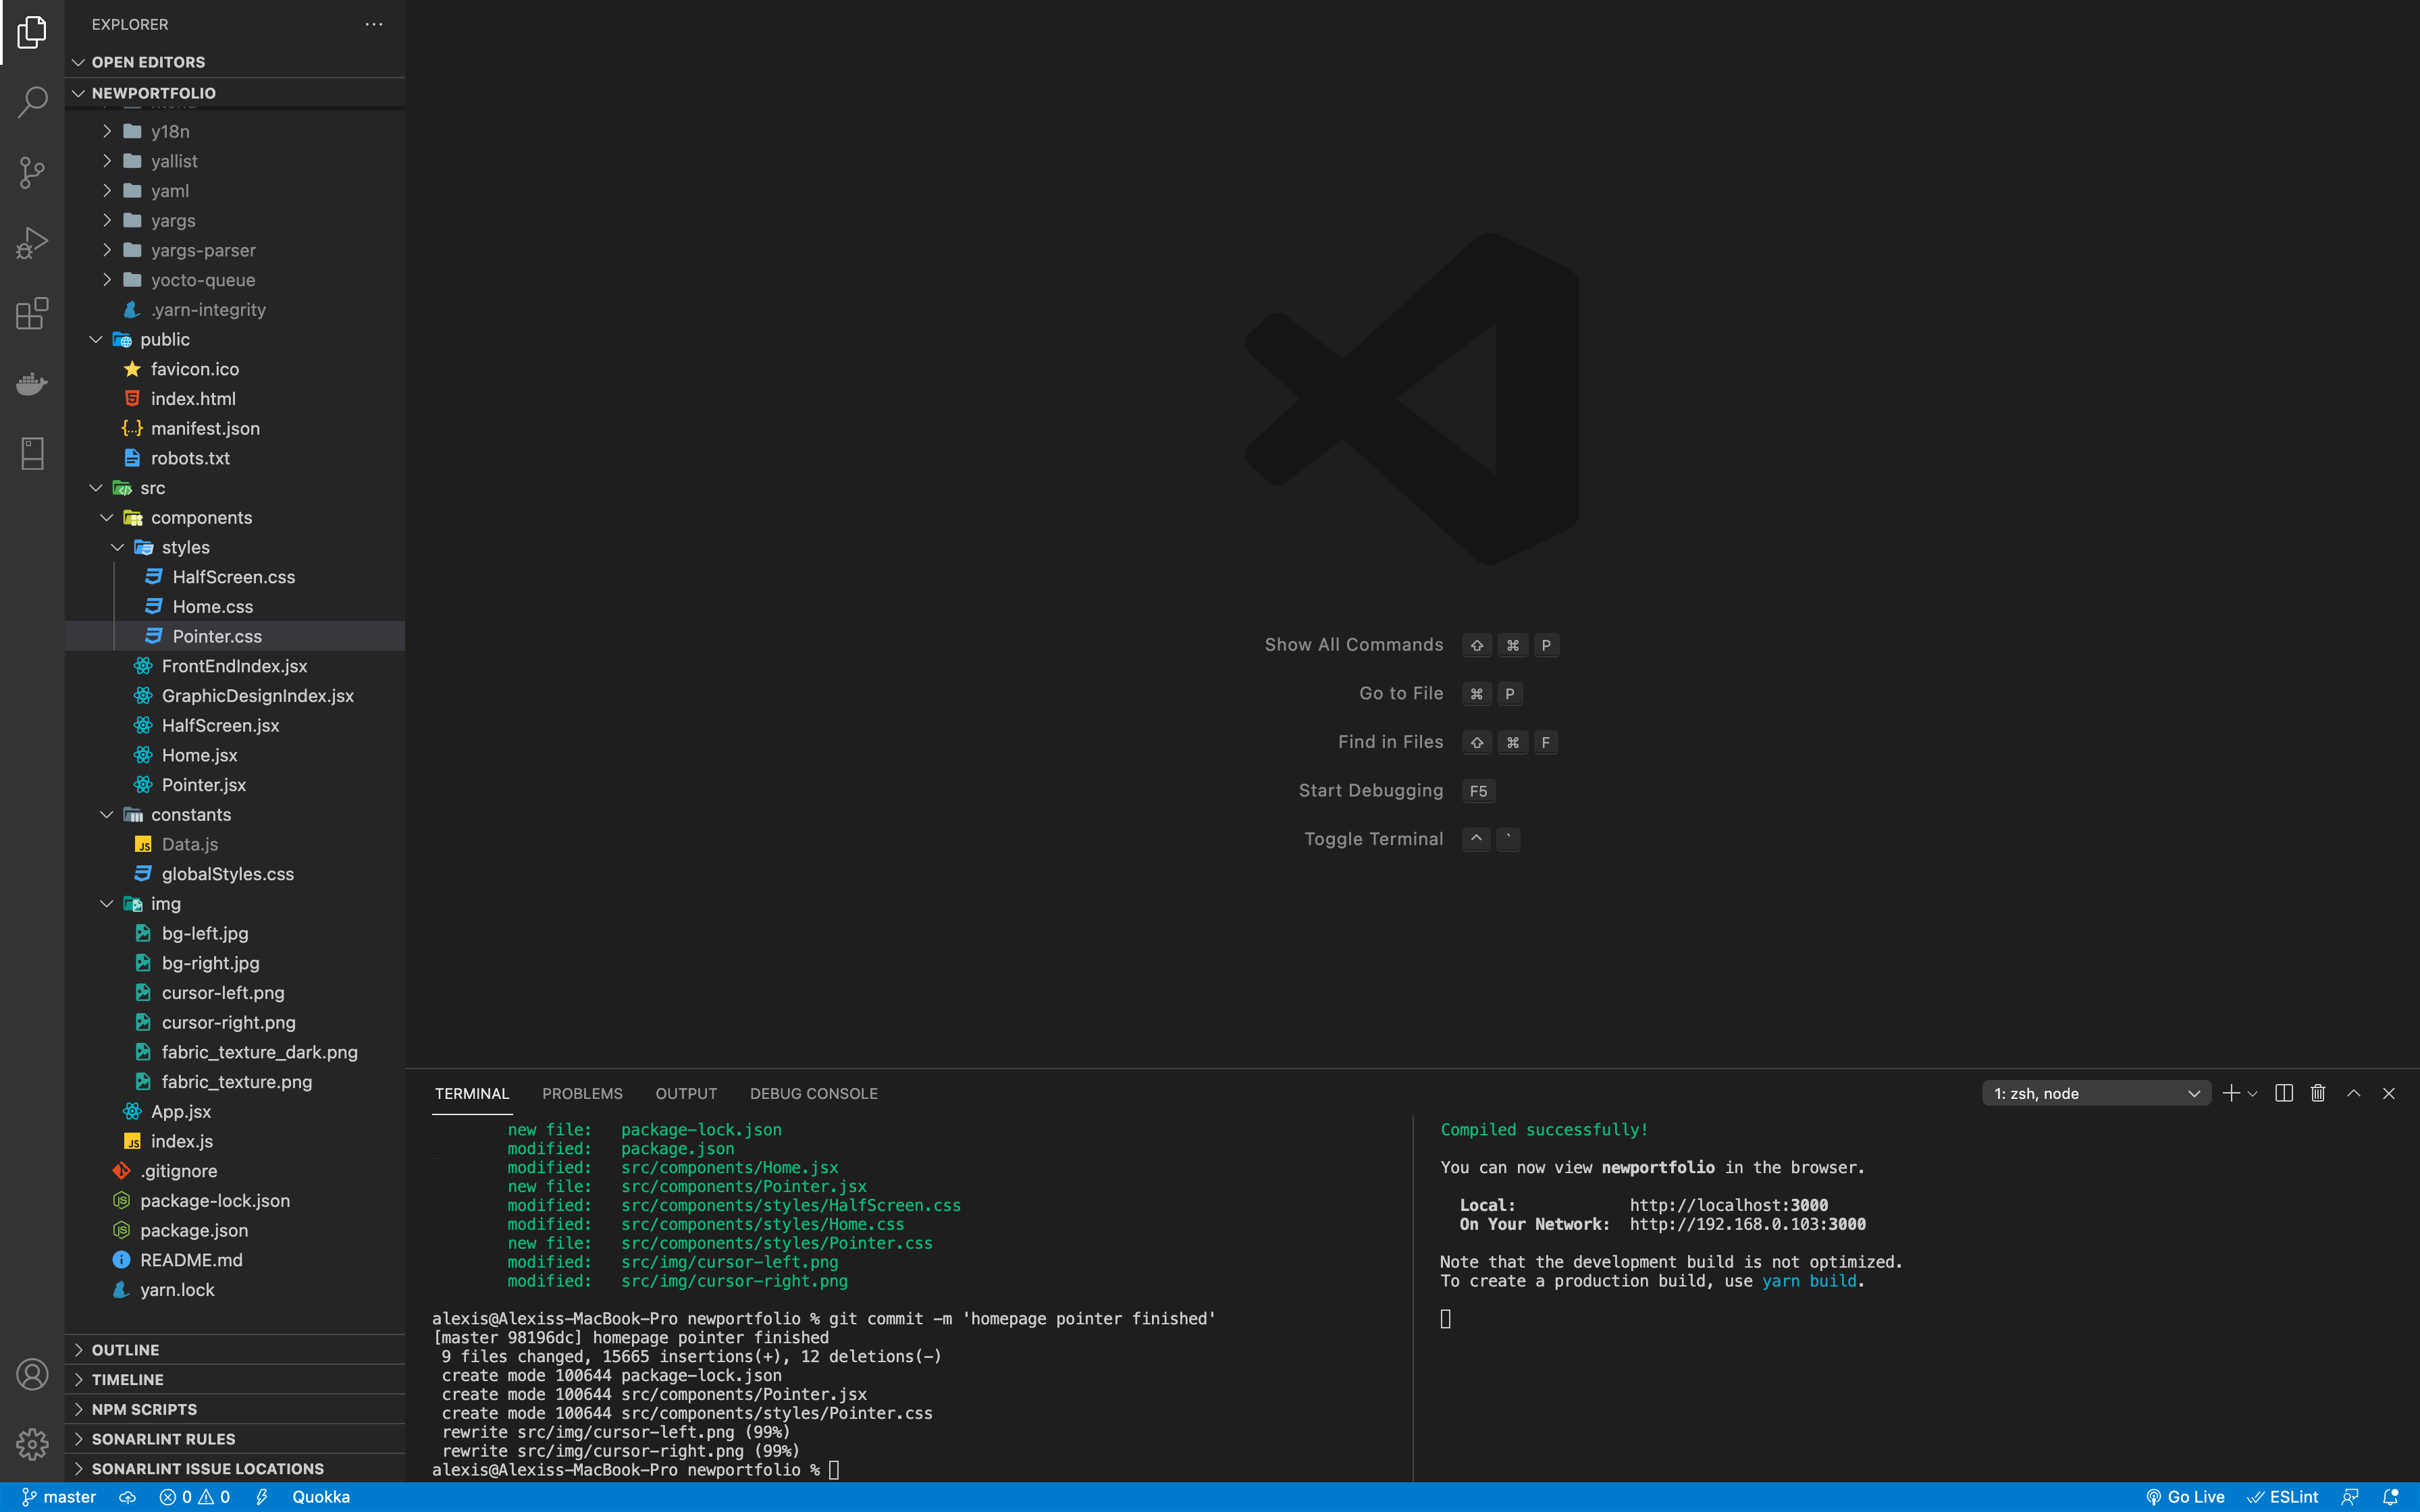 EXPLORER
OPEN EDITORS
NEWPORTFOLIO
y18n
yallist
yaml
yargs
yargs-parser
yocto-queue
.yarn-integrity
public
favicon.ico
index.html
manifest.json
robots.txt
src
components
styles
HalfScreen.css
Home.css
Pointer.css
FrontEndIndex.jsx
GraphicDesignIndex.jsx
HalfScreen.jsx
Home.jsx
Pointer.jsx
constants
Data.js
globalStyles.css
img
bg-left.jpg
bg-right.jpg
cursor-left.png
cursor-right.png
fabric_texture_dark.png
fabric_texture.png
App.jsx
index.js
.gitignore
package-lock.json
package.json
README.md
yarn.lock
OUTLINE
TIMELINE
NPM SCRIPTS
SONARLINT RULES
SONARLINT ISSUE LOCATIONS
Show All Commands ⇧ ⌘ P
Go to File ⌘ P
Find in Files ⇧ ⌘ F
Start Debugging F5
Toggle Terminal ^ `
TERMINAL PROBLEMS OUTPUT DEBUG CONSOLE 1: zsh, node
new file: package-lock.json
modified: package.json
modified: src/components/Home.jsx
new file: src/components/Pointer.jsx
modified: src/components/styles/HalfScreen.css
modified: src/components/styles/Home.css
new file: src/components/styles/Pointer.css
modified: src/img/cursor-left.png
modified: src/img/cursor-right.png
alexis@Alexiss-MacBook-Pro newportfolio % git commit -m 'homepage pointer finished'
[master 98196dc] homepage pointer finished
9 files changed, 15665 insertions(+), 12 deletions(-)
create mode 100644 package-lock.json
create mode 100644 src/components/Pointer.jsx
create mode 100644 src/components/styles/Pointer.css
rewrite src/img/cursor-left.png (99%)
rewrite src/img/cursor-right.png (99%)
alexis@Alexiss-MacBook-Pro newportfolio %
Compiled successfully!
You can now view newportfolio in the browser.
Local: http://localhost:3000
On Your Network: http://192.168.0.103:3000
Note that the development build is not optimized.
To create a production build, use yarn build.
master 0 0 Quokka Go Live ESLint